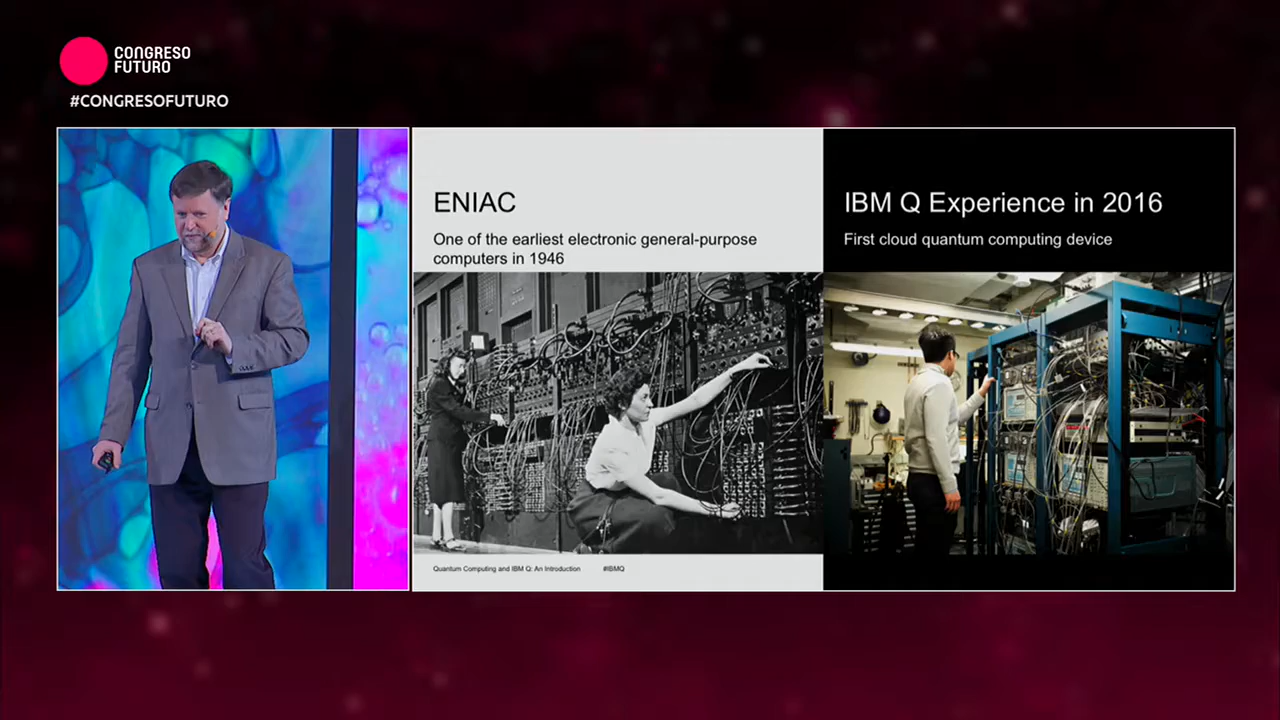 CONGRESO
FUTURO
#CONGRESOFUTURO
ENIAC
One of the earliest electronic general-purpose
computers in 1946
IBM Q Experience in 2016
First cloud quantum computing device
Quantum Computing and IBM Q: An Introduction #IBMQ